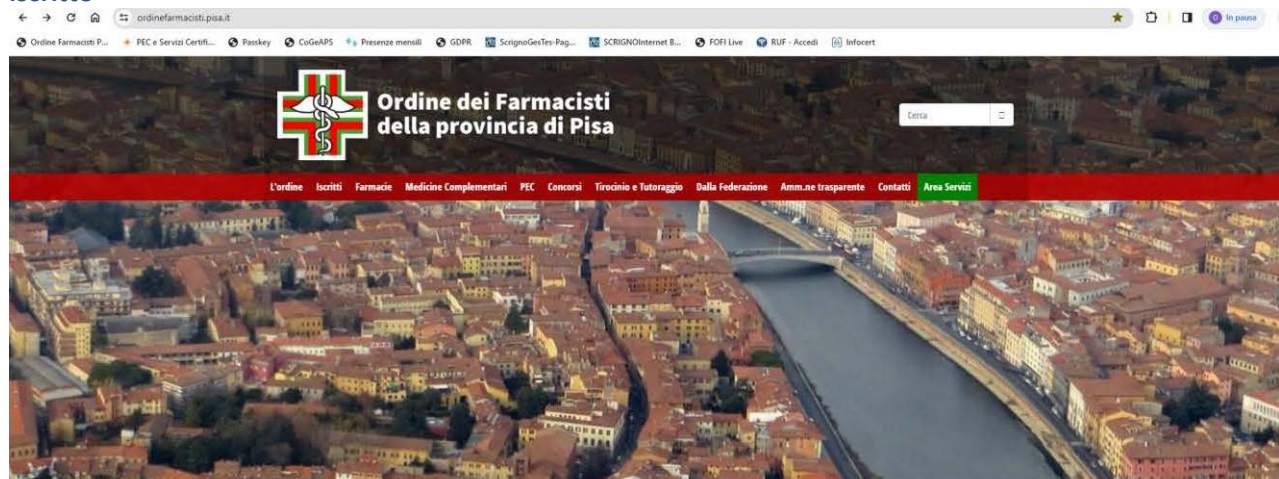 ordinefarmacisti.pisa.it
In pausa
Ordine Farmacisti P... PEC e Servizi Certifi... Passkey CoGeAPS Presenze mensili GDPR ScrignoGesTes-Pag... SCRIGNOInternet B... FOFI Live RUF - Accedi Infocert
Ordine dei Farmacisti
della provincia di Pisa
Cerca
L'ordine Iscritti Farmacie Medicine Complementari PEC Concorsi Tirocinio e Tutoraggio Dalla Federazione Amm.ne trasparente Contatti Area Servizi